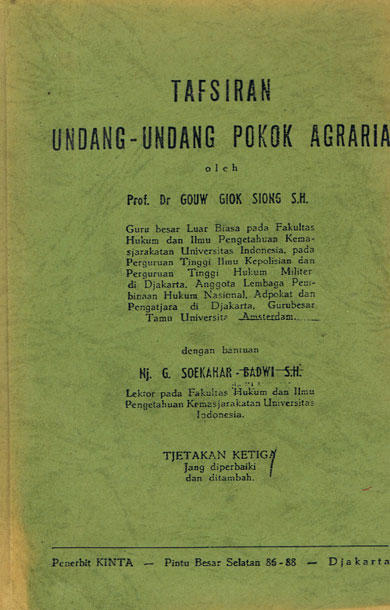 TAFSIRAN
UNDANG-UNDANG POKOK AGRARIA
oleh
Prof. Dr GOUW GIOK SIONG S.H.
Guru besar Luar Biasa pada Fakultas
Hukum dan Ilmu Pengetahuan Kema-
sjarakatan Universitas Indonesia, pada
Perguruan Tinggi Ilmu Kepolisian dan
Perguruan Tinggi Hukum Militer
di Djakarta. Anggota Lembaga Pem-
binaan Hukum Nasional, Adpokat dan
Pengatjara di Djakarta, Gurubesar
Tamu Universita Amsterdam.
dengan bantuan
Nj. G. SOEKAHAR-BADWI S.H.
Lektor pada Fakultas Hukum dan Ilmu
Pengetahuan Kemasjarakatan Universitas
Indonesia.
TJETAKAN KETIGA
Jang diperbaiki
dan ditambah.
Penerbit KINTA — Pintu Besar Selatan 86-88 — Djakarta